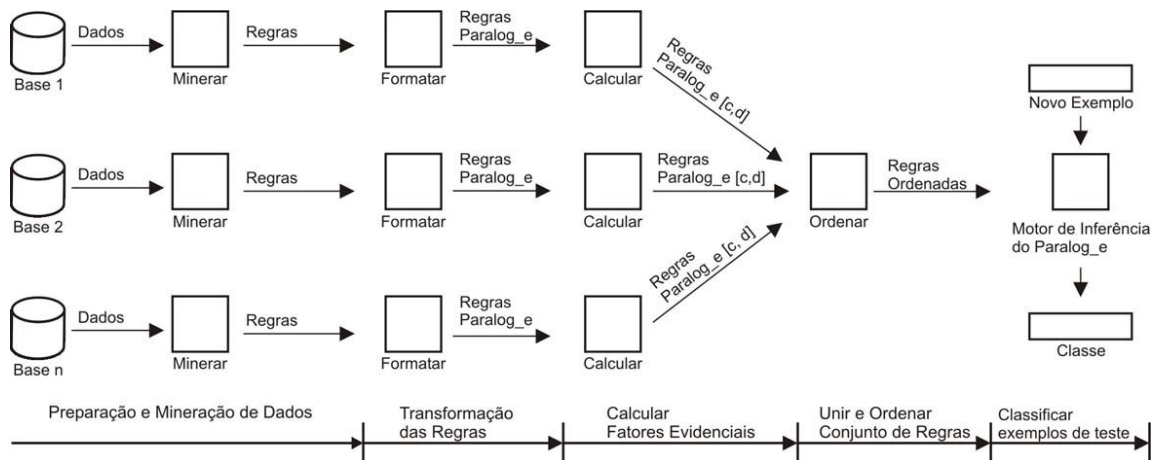 Dados
Regras
Regras
Paralog_e
Base 1
Minerar
Formatar
Calcular
Regras
Paralog_e [c,d]
Novo Exemplo
Dados
Regras
Regras
Paralog_e
Regras
Paralog_e [c,d]
Regras
Ordenadas
Base 2
Minerar
Formatar
Calcular
Ordenar
Motor de Inferência
do Paralog_e
Regras
Paralog_e [c, d]
Dados
Regras
Regras
Paralog_e
Base n
Minerar
Formatar
Calcular
Classe
Preparação e Mineração de Dados
Transformação
das Regras
Calcular
Fatores Evidenciais
Unir e Ordenar
Conjunto de Regras
Classificar
exemplos de teste